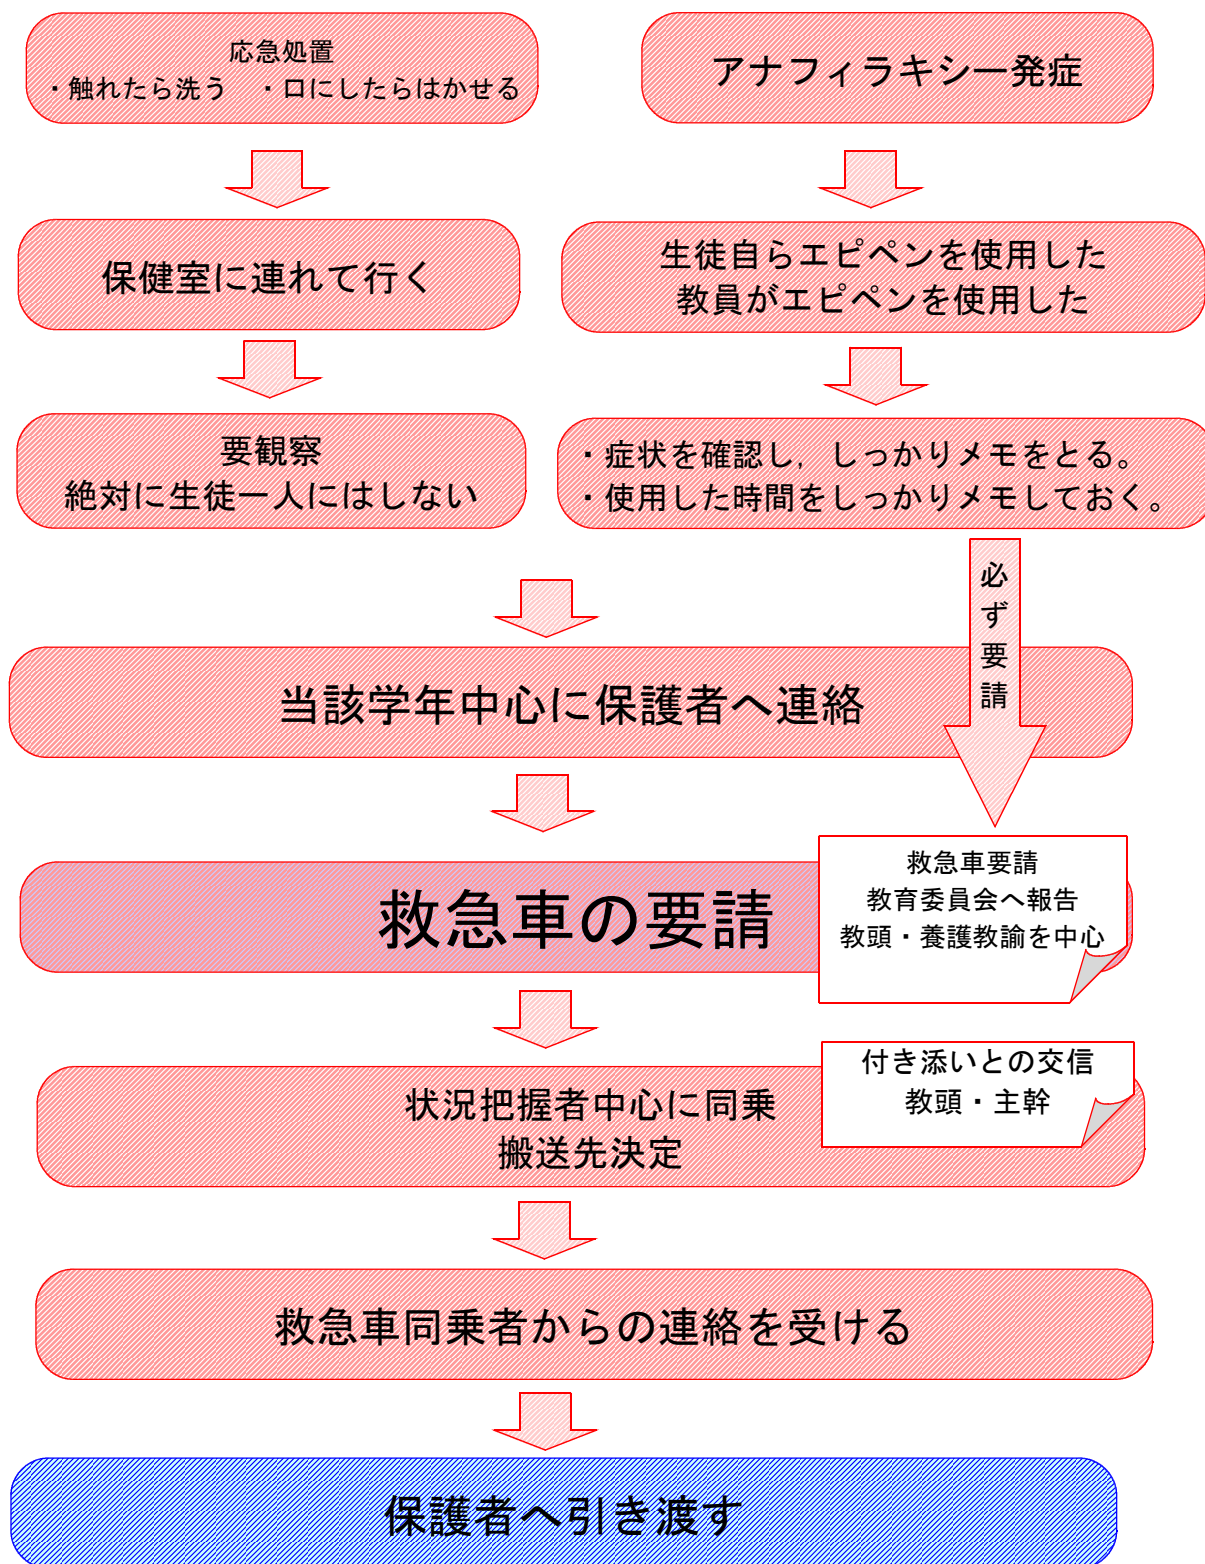 応急処置
・触れたら洗う　・口にしたらはかせる
アナフィラキシー発症
保健室に連れて行く
生徒自らエピペンを使用した
教員がエピペンを使用した
要観察
絶対に生徒一人にはしない
・症状を確認し，しっかりメモをとる。
・使用した時間をしっかりメモしておく。
必ず要請
当該学年中心に保護者へ連絡
救急車の要請
救急車要請
教育委員会へ報告
教頭・養護教諭を中心
状況把握者中心に同乗
搬送先決定
付き添いとの交信
教頭・主幹
救急車同乗者からの連絡を受ける
保護者へ引き渡す